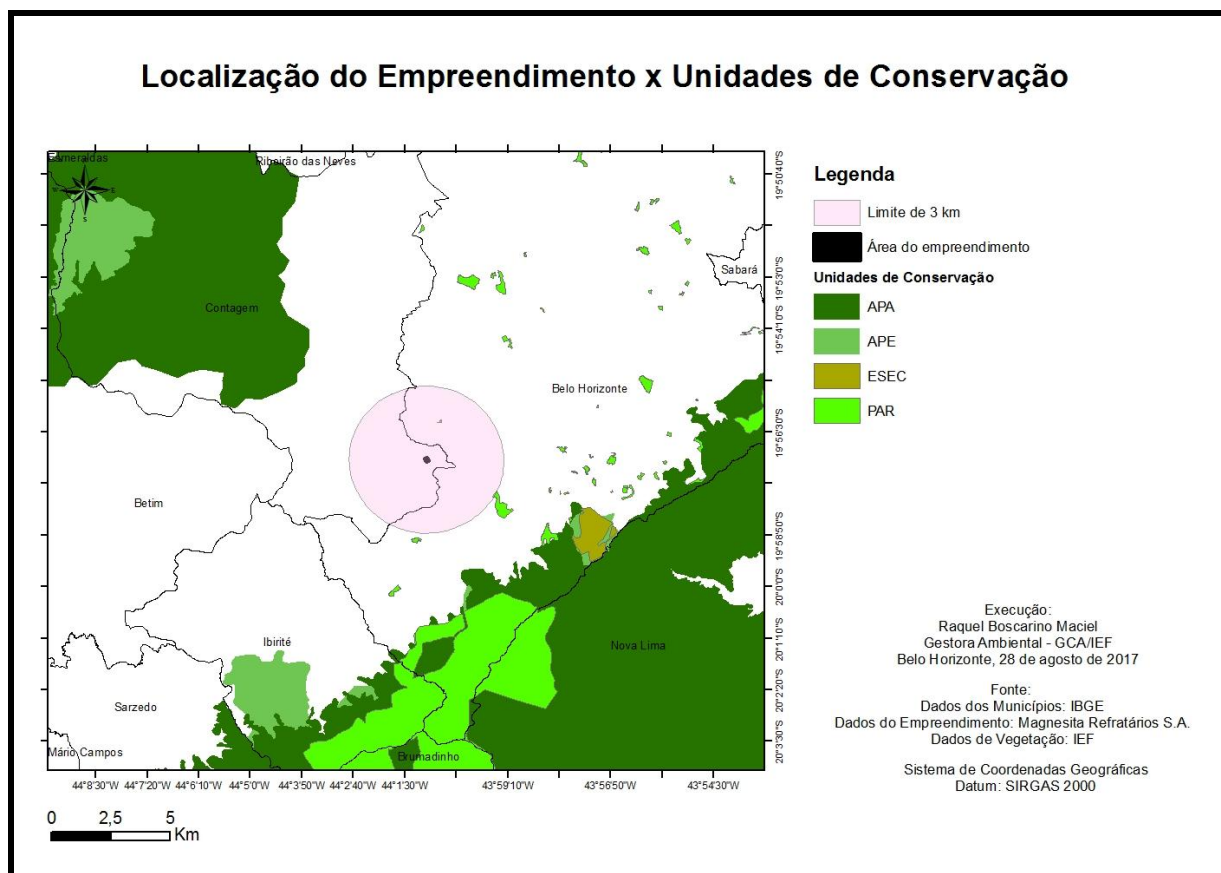 Localização do Empreendimento x Unidades de Conservação
Esmeraldas
Ribeirão das Neves
W
E
S
Contagem
Sabará
Belo Horizonte
Betim
Ibirité
Nova Lima
Sarzedo
Mário Campos
Brumadinho
19°50'40"S
19°53'0"S
19°54'10"S
19°56'30"S
19°58'50"S
20°0'0"S
20°1'10"S
20°2'20"S
20°3'30"S
44°8'30"W
44°7'20"W
44°6'10"W
44°5'0"W
44°3'50"W
44°2'40"W
44°1'30"W
43°59'10"W
43°56'50"W
43°54'30"W
0 2,5 5
Km
Legenda
Limite de 3 km
Área do empreendimento
Unidades de Conservação
APA
APE
ESEC
PAR
Execução:
Raquel Boscarino Maciel
Gestora Ambiental - GCA/IEF
Belo Horizonte, 28 de agosto de 2017
Fonte:
Dados dos Municípios: IBGE
Dados do Empreendimento: Magnesita Refratários S.A.
Dados de Vegetação: IEF
Sistema de Coordenadas Geográficas
Datum: SIRGAS 2000